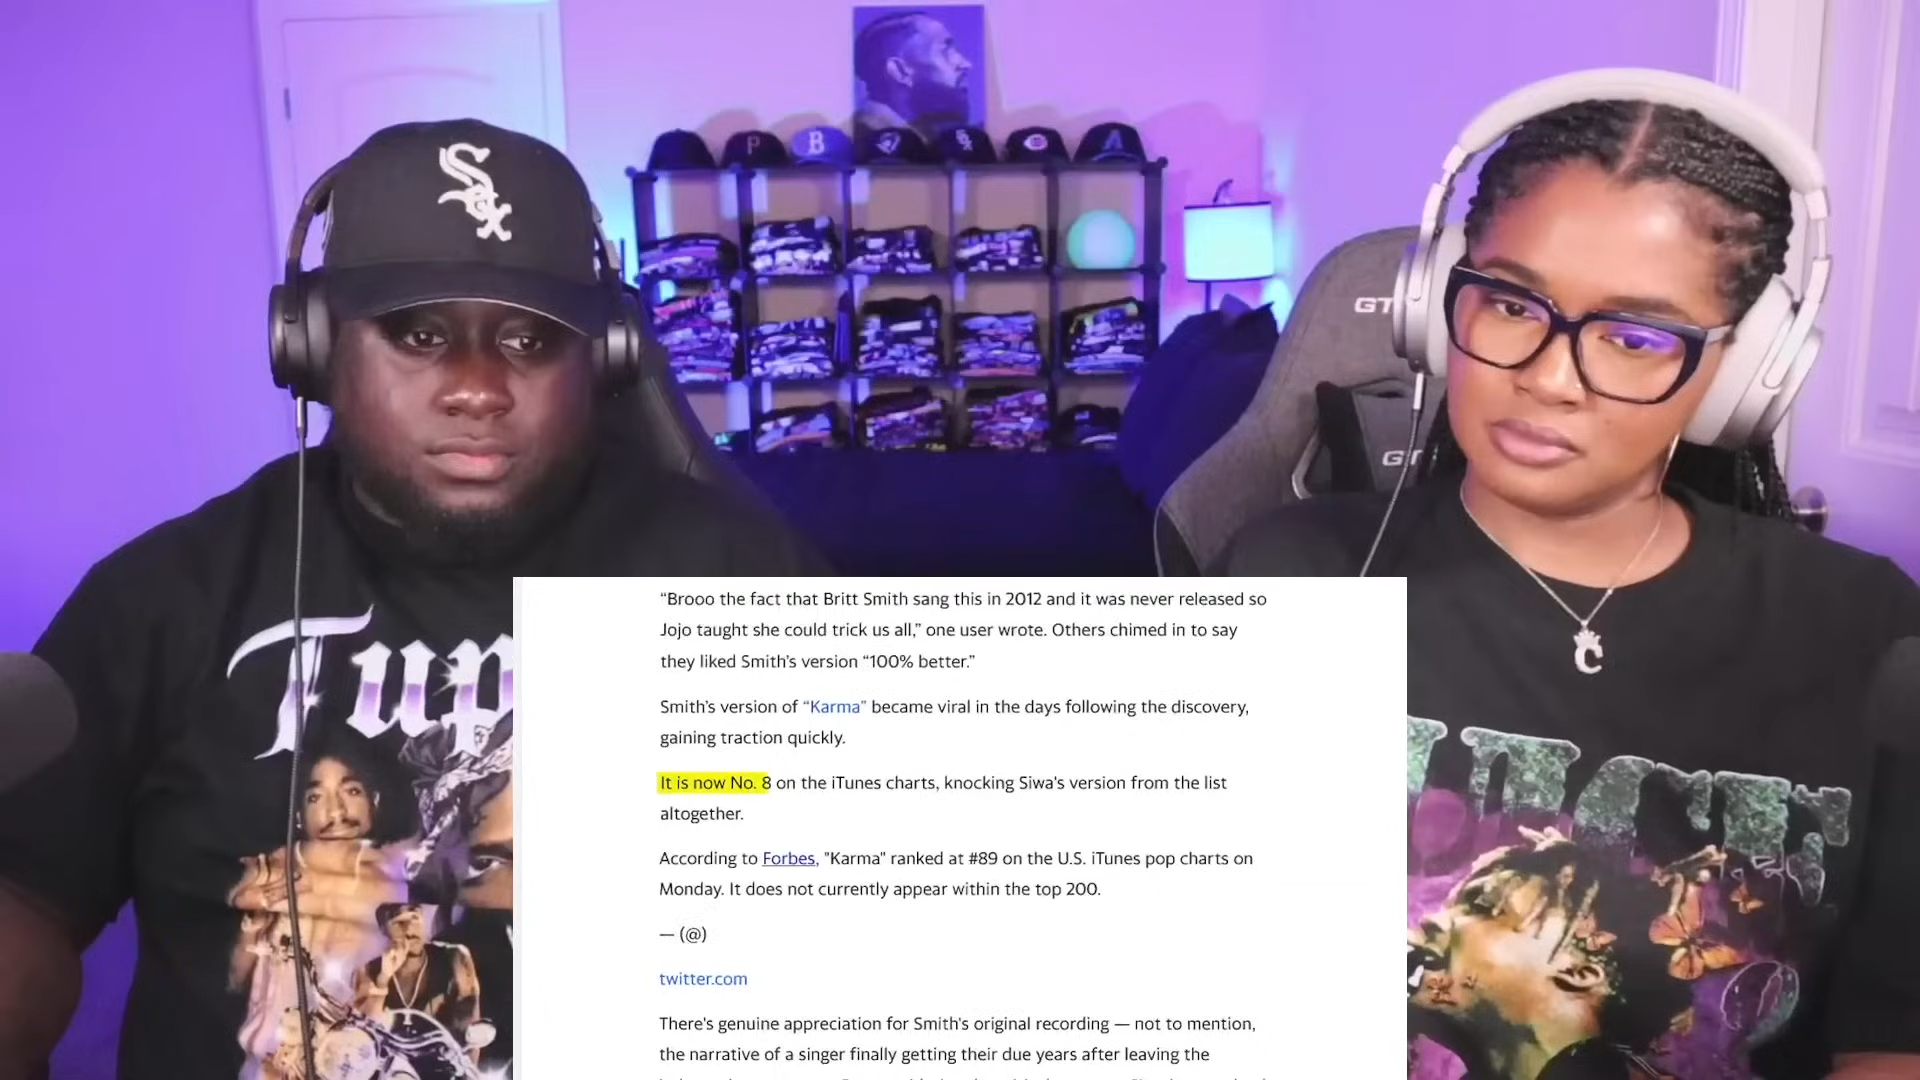 P
B
Sox
A
Sox
GT
GT
C
Tup
“Brooo the fact that Britt Smith sang this in 2012 and it was never released so
Jojo taught she could trick us all,” one user wrote. Others chimed in to say
they liked Smith’s version “100% better.”
Smith’s version of “Karma” became viral in the days following the discovery,
gaining traction quickly.
It is now No. 8 on the iTunes charts, knocking Siwa's version from the list
altogether.
According to Forbes, "Karma" ranked at #89 on the U.S. iTunes pop charts on
Monday. It does not currently appear within the top 200.
— (@)
twitter.com
There's genuine appreciation for Smith's original recording — not to mention,
the narrative of a singer finally getting their due years after leaving the